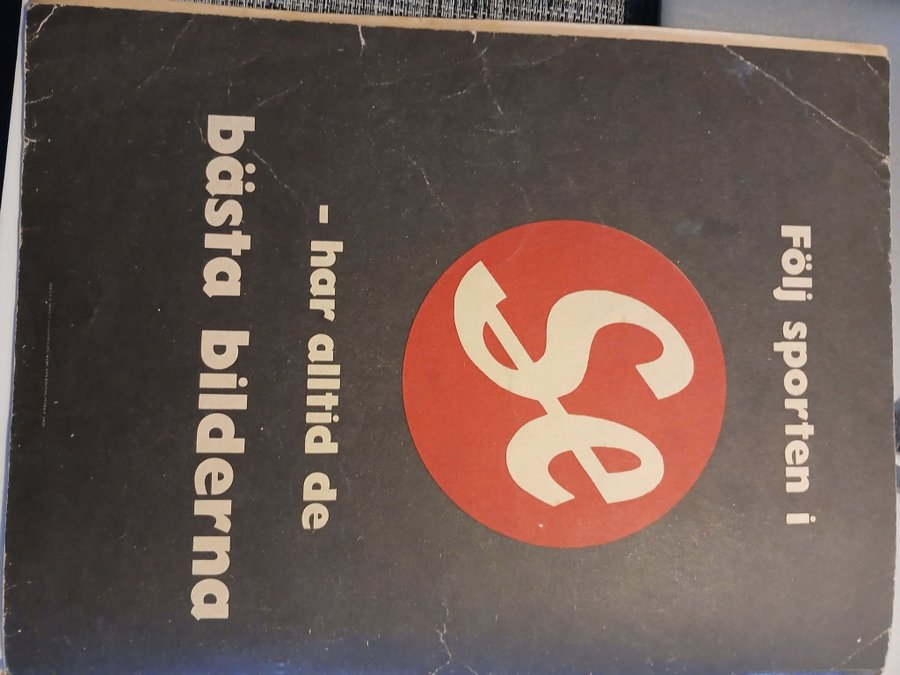 Följ sporten i
Se
- har alltid de
bästa bilderna